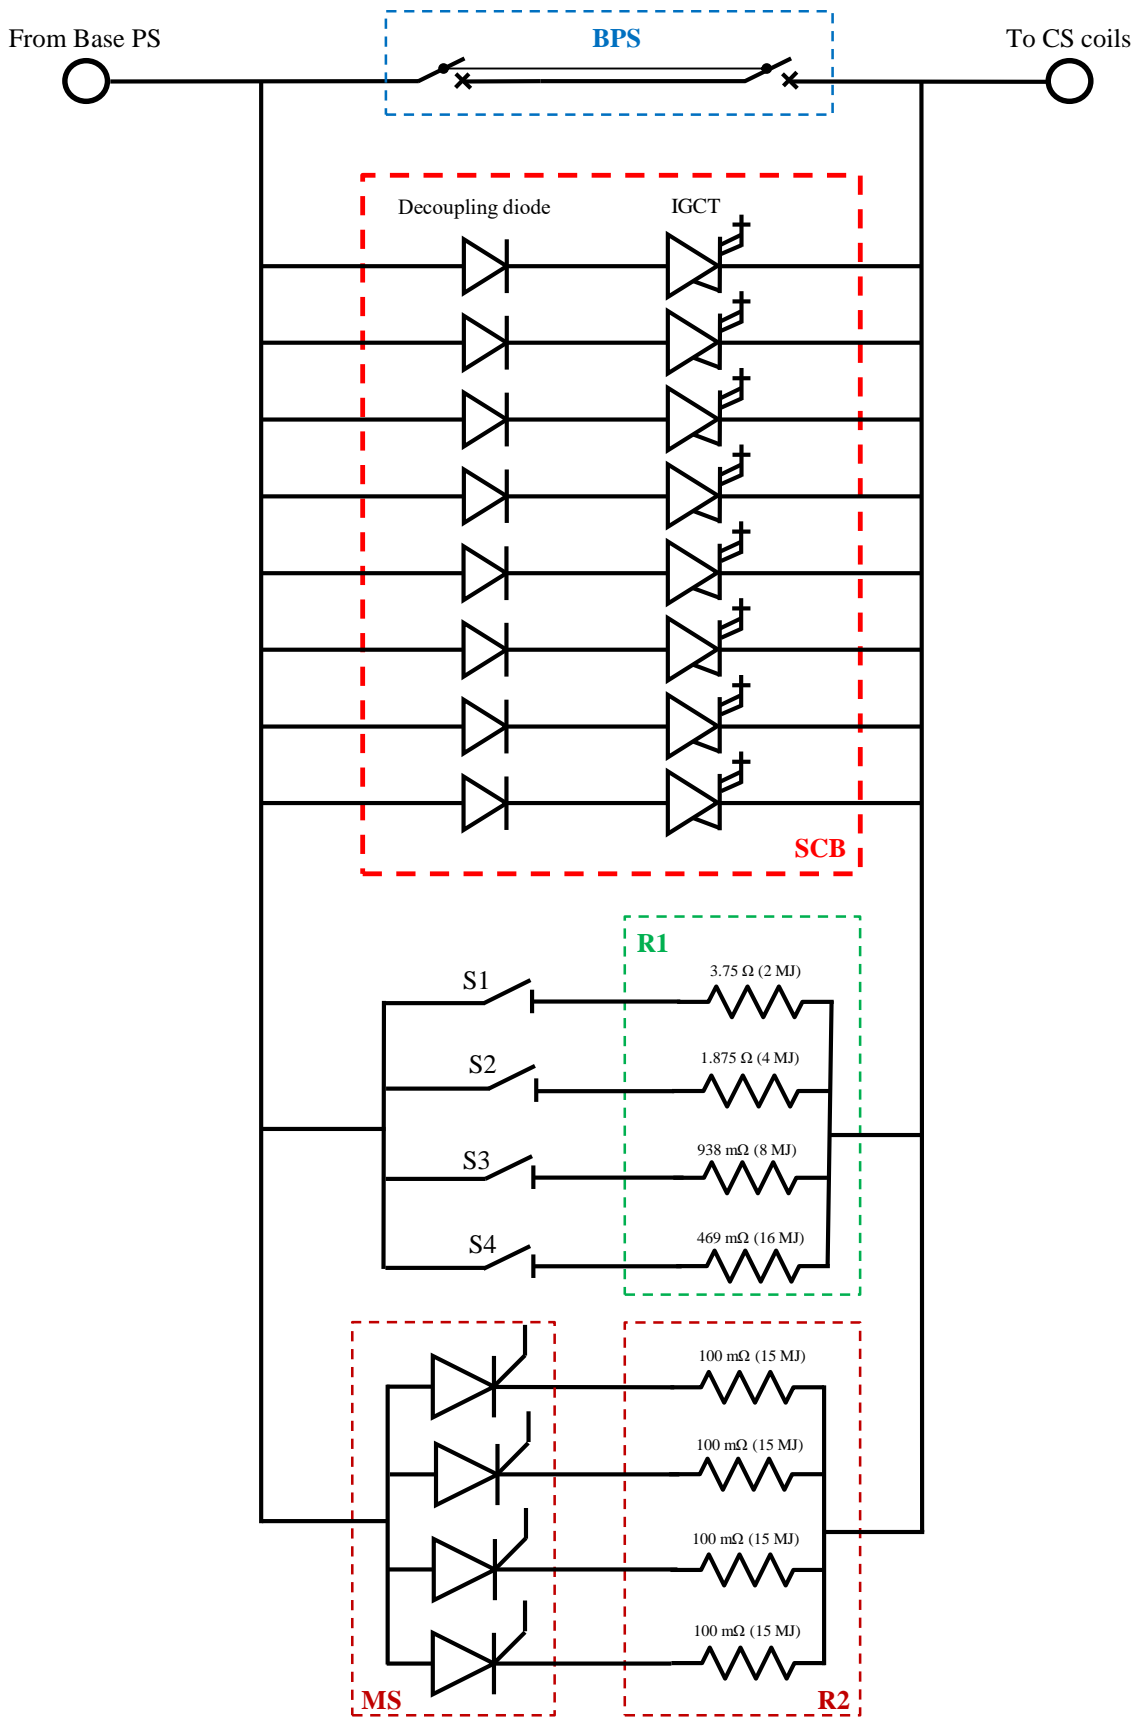 From Base PS
BPS
To CS coils
Decoupling diode
IGCT
SCB
R1
S1
3.75 Ω (2 MJ)
S2
1.875 Ω (4 MJ)
S3
938 mΩ (8 MJ)
S4
469 mΩ (16 MJ)
100 mΩ (15 MJ)
100 mΩ (15 MJ)
100 mΩ (15 MJ)
100 mΩ (15 MJ)
MS
R2